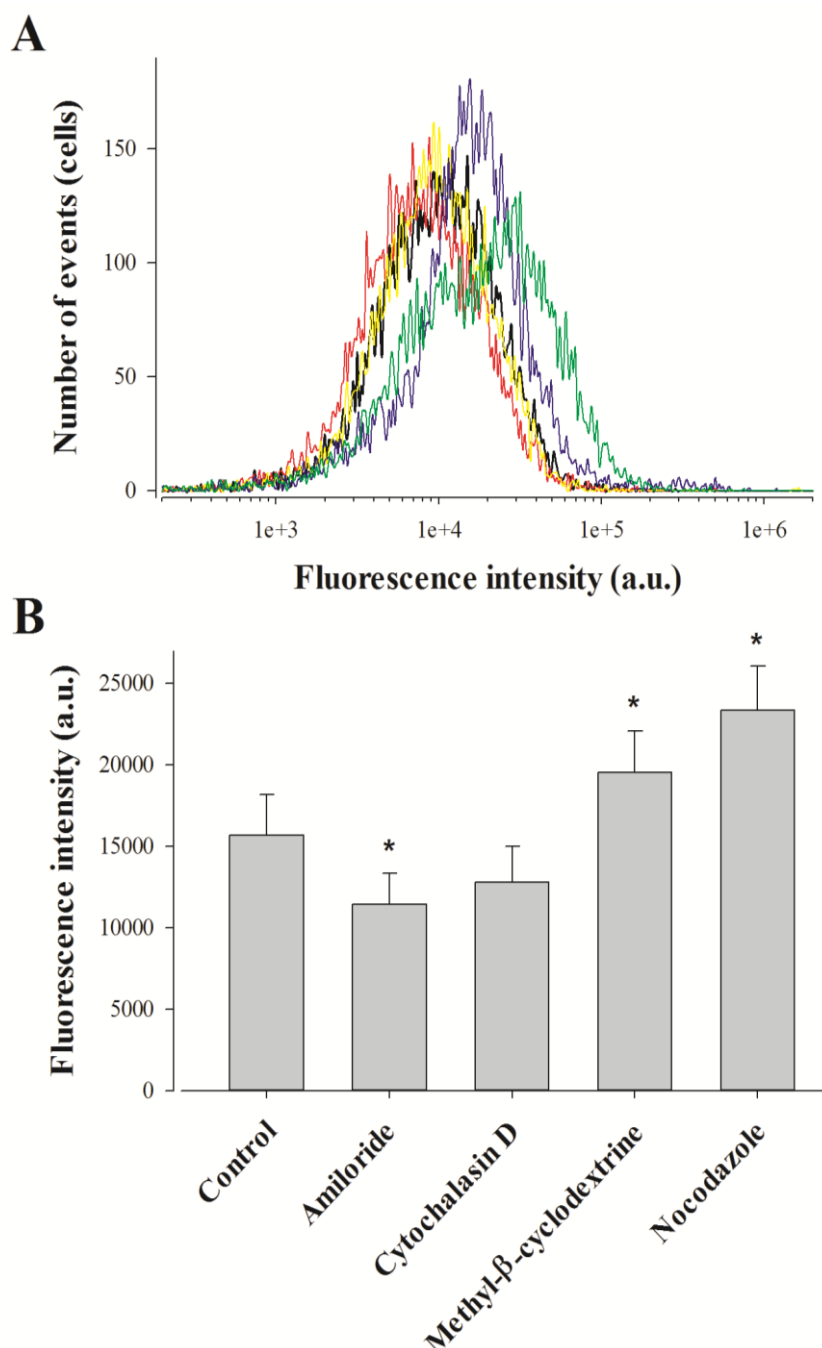 A
Number of events (cells)
150
100
50
0
1e+3 1e+4 1e+5 1e+6
Fluorescence intensity (a.u.)
B
Fluorescence intensity (a.u.)
25000
20000
15000
10000
5000
0
* * *
Control
Amiloride
Cytochalasin D
Methyl-β-cyclodextrine
Nocodazole